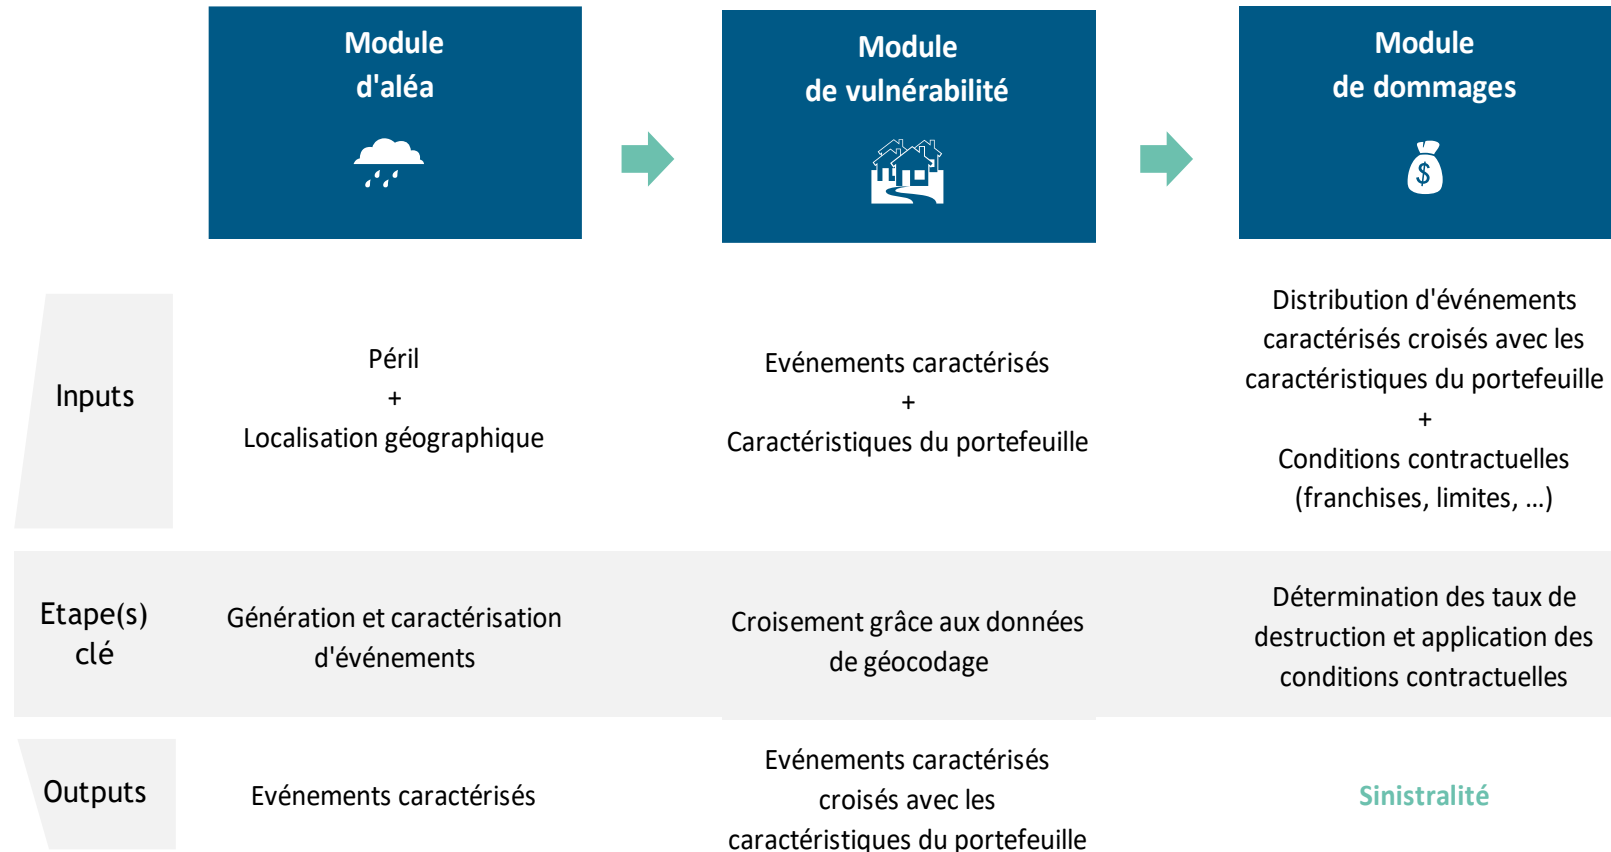 Module
d'aléa
Module
de vulnérabilité
Module
de dommages
$
Inputs
Péril
+
Localisation géographique
Evénements caractérisés
+
Caractéristiques du portefeuille
Distribution d'événements
caractérisés croisés avec les
caractéristiques du portefeuille
+
Conditions contractuelles
(franchises, limites, ...)
Etape(s)
clé
Génération et caractérisation
d'événements
Croisement grâce aux données
de géocodage
Détermination des taux de
destruction et application des
conditions contractuelles
Outputs
Evénements caractérisés
Evénements caractérisés
croisés avec les
caractéristiques du portefeuille
Sinistralité